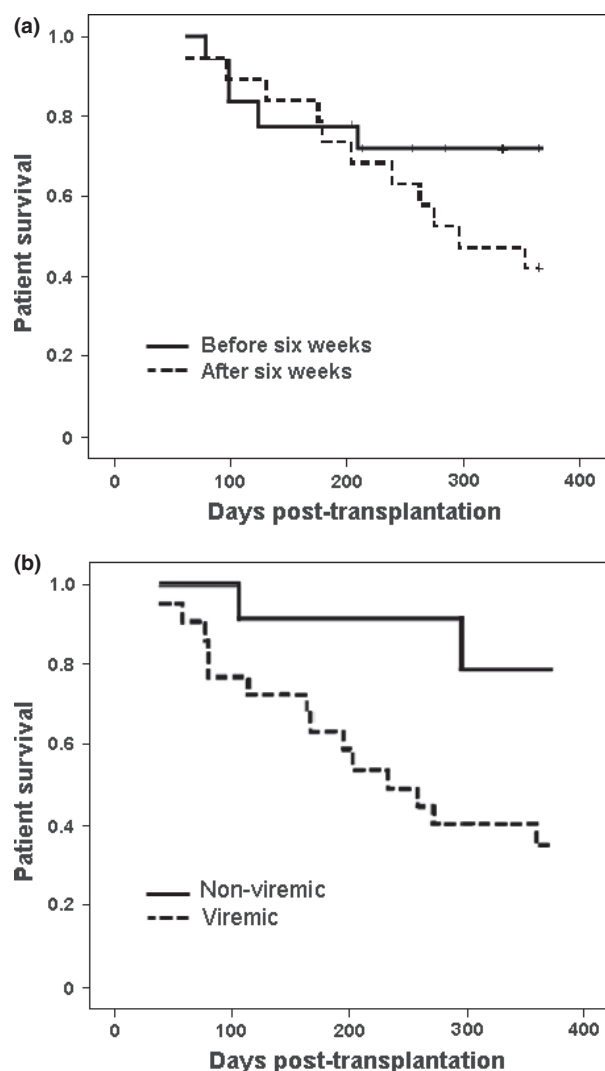 (a)
1.0
0.8
0.6
0.4
0.2
0
Patient survival
Before six weeks
After six weeks
0 100 200 300 400
Days post-transplantation
(b)
1.0
0.8
0.6
0.4
0.2
0
Patient survival
Non-viremic
Viremic
0 100 200 300 400
Days post-transplantation